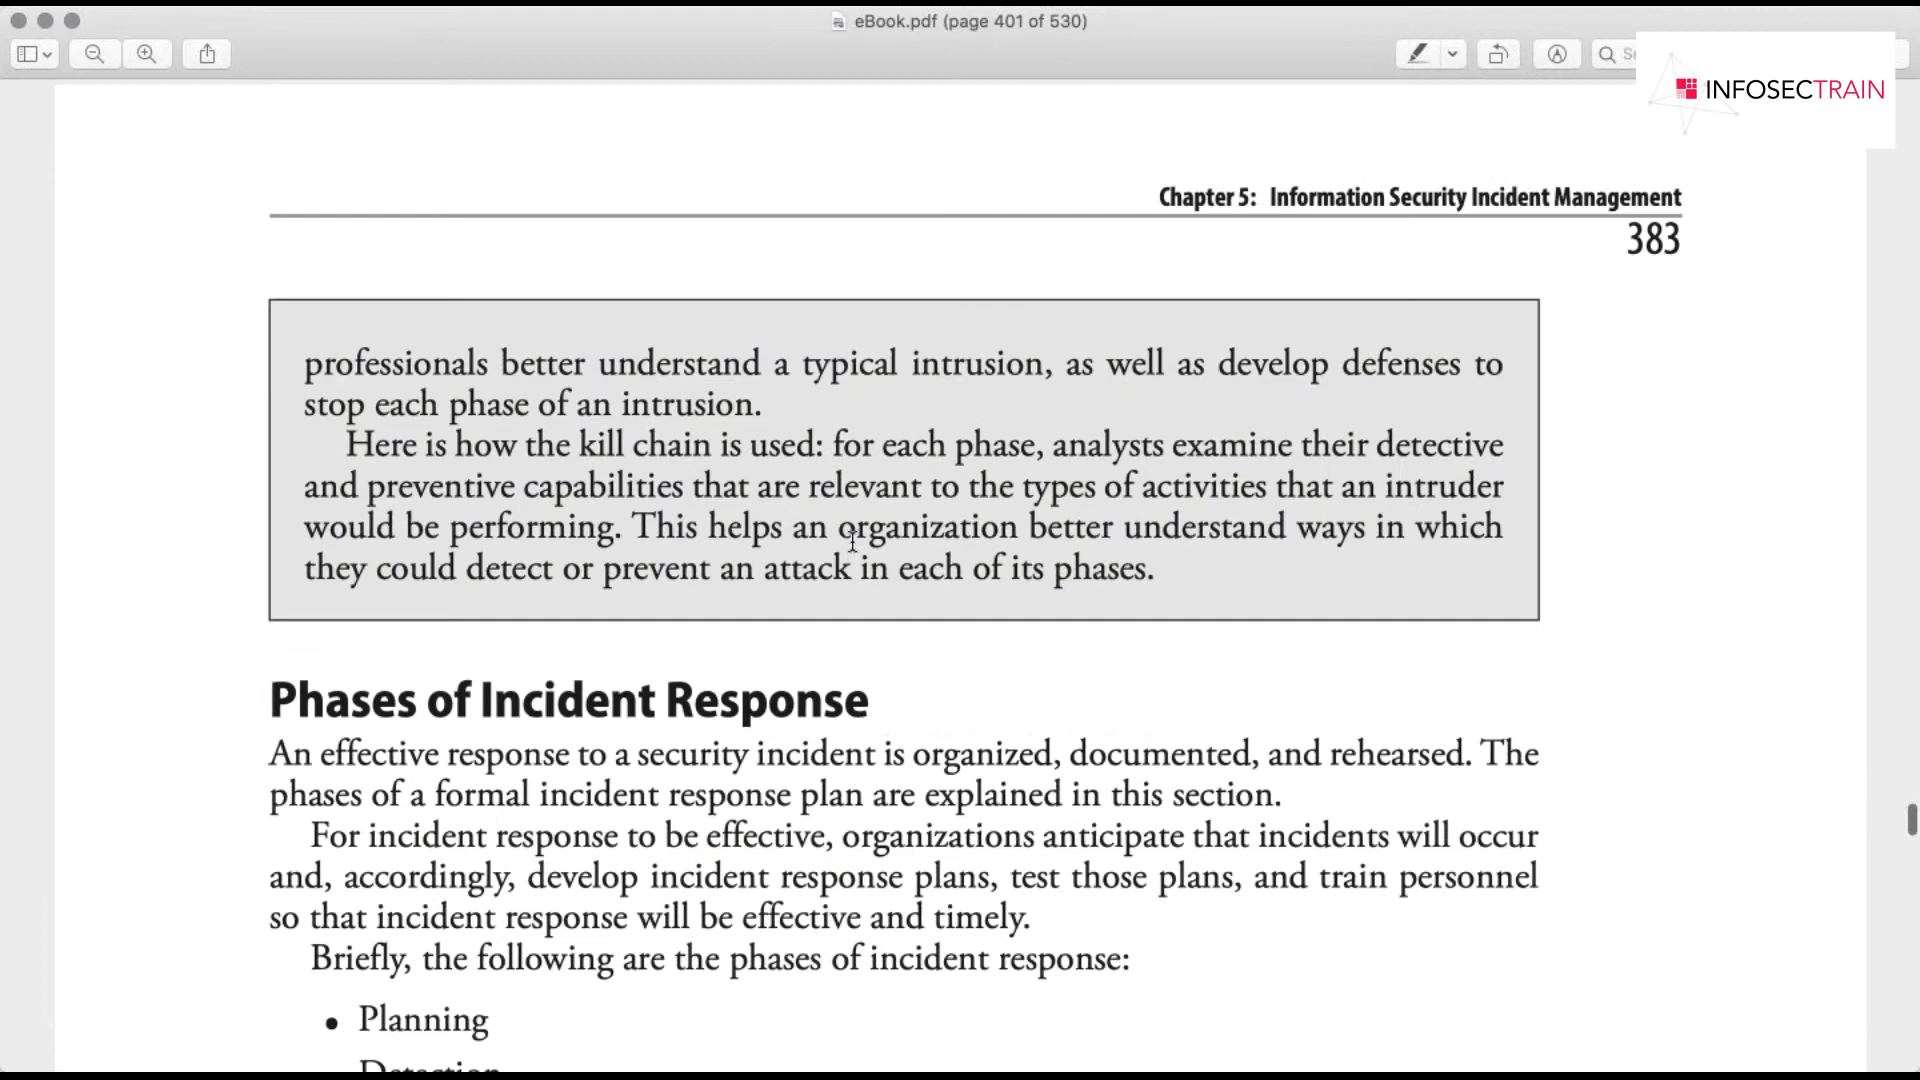 eBook.pdf (page 401 of 530)
INFOSECTRAIN
Chapter 5: Information Security Incident Management
383
professionals better understand a typical intrusion, as well as develop defenses to
stop each phase of an intrusion.
Here is how the kill chain is used: for each phase, analysts examine their detective
and preventive capabilities that are relevant to the types of activities that an intruder
would be performing. This helps an organization better understand ways in which
they could detect or prevent an attack in each of its phases.
Phases of Incident Response
An effective response to a security incident is organized, documented, and rehearsed. The
phases of a formal incident response plan are explained in this section.
For incident response to be effective, organizations anticipate that incidents will occur
and, accordingly, develop incident response plans, test those plans, and train personnel
so that incident response will be effective and timely.
Briefly, the following are the phases of incident response:
• Planning
Detection